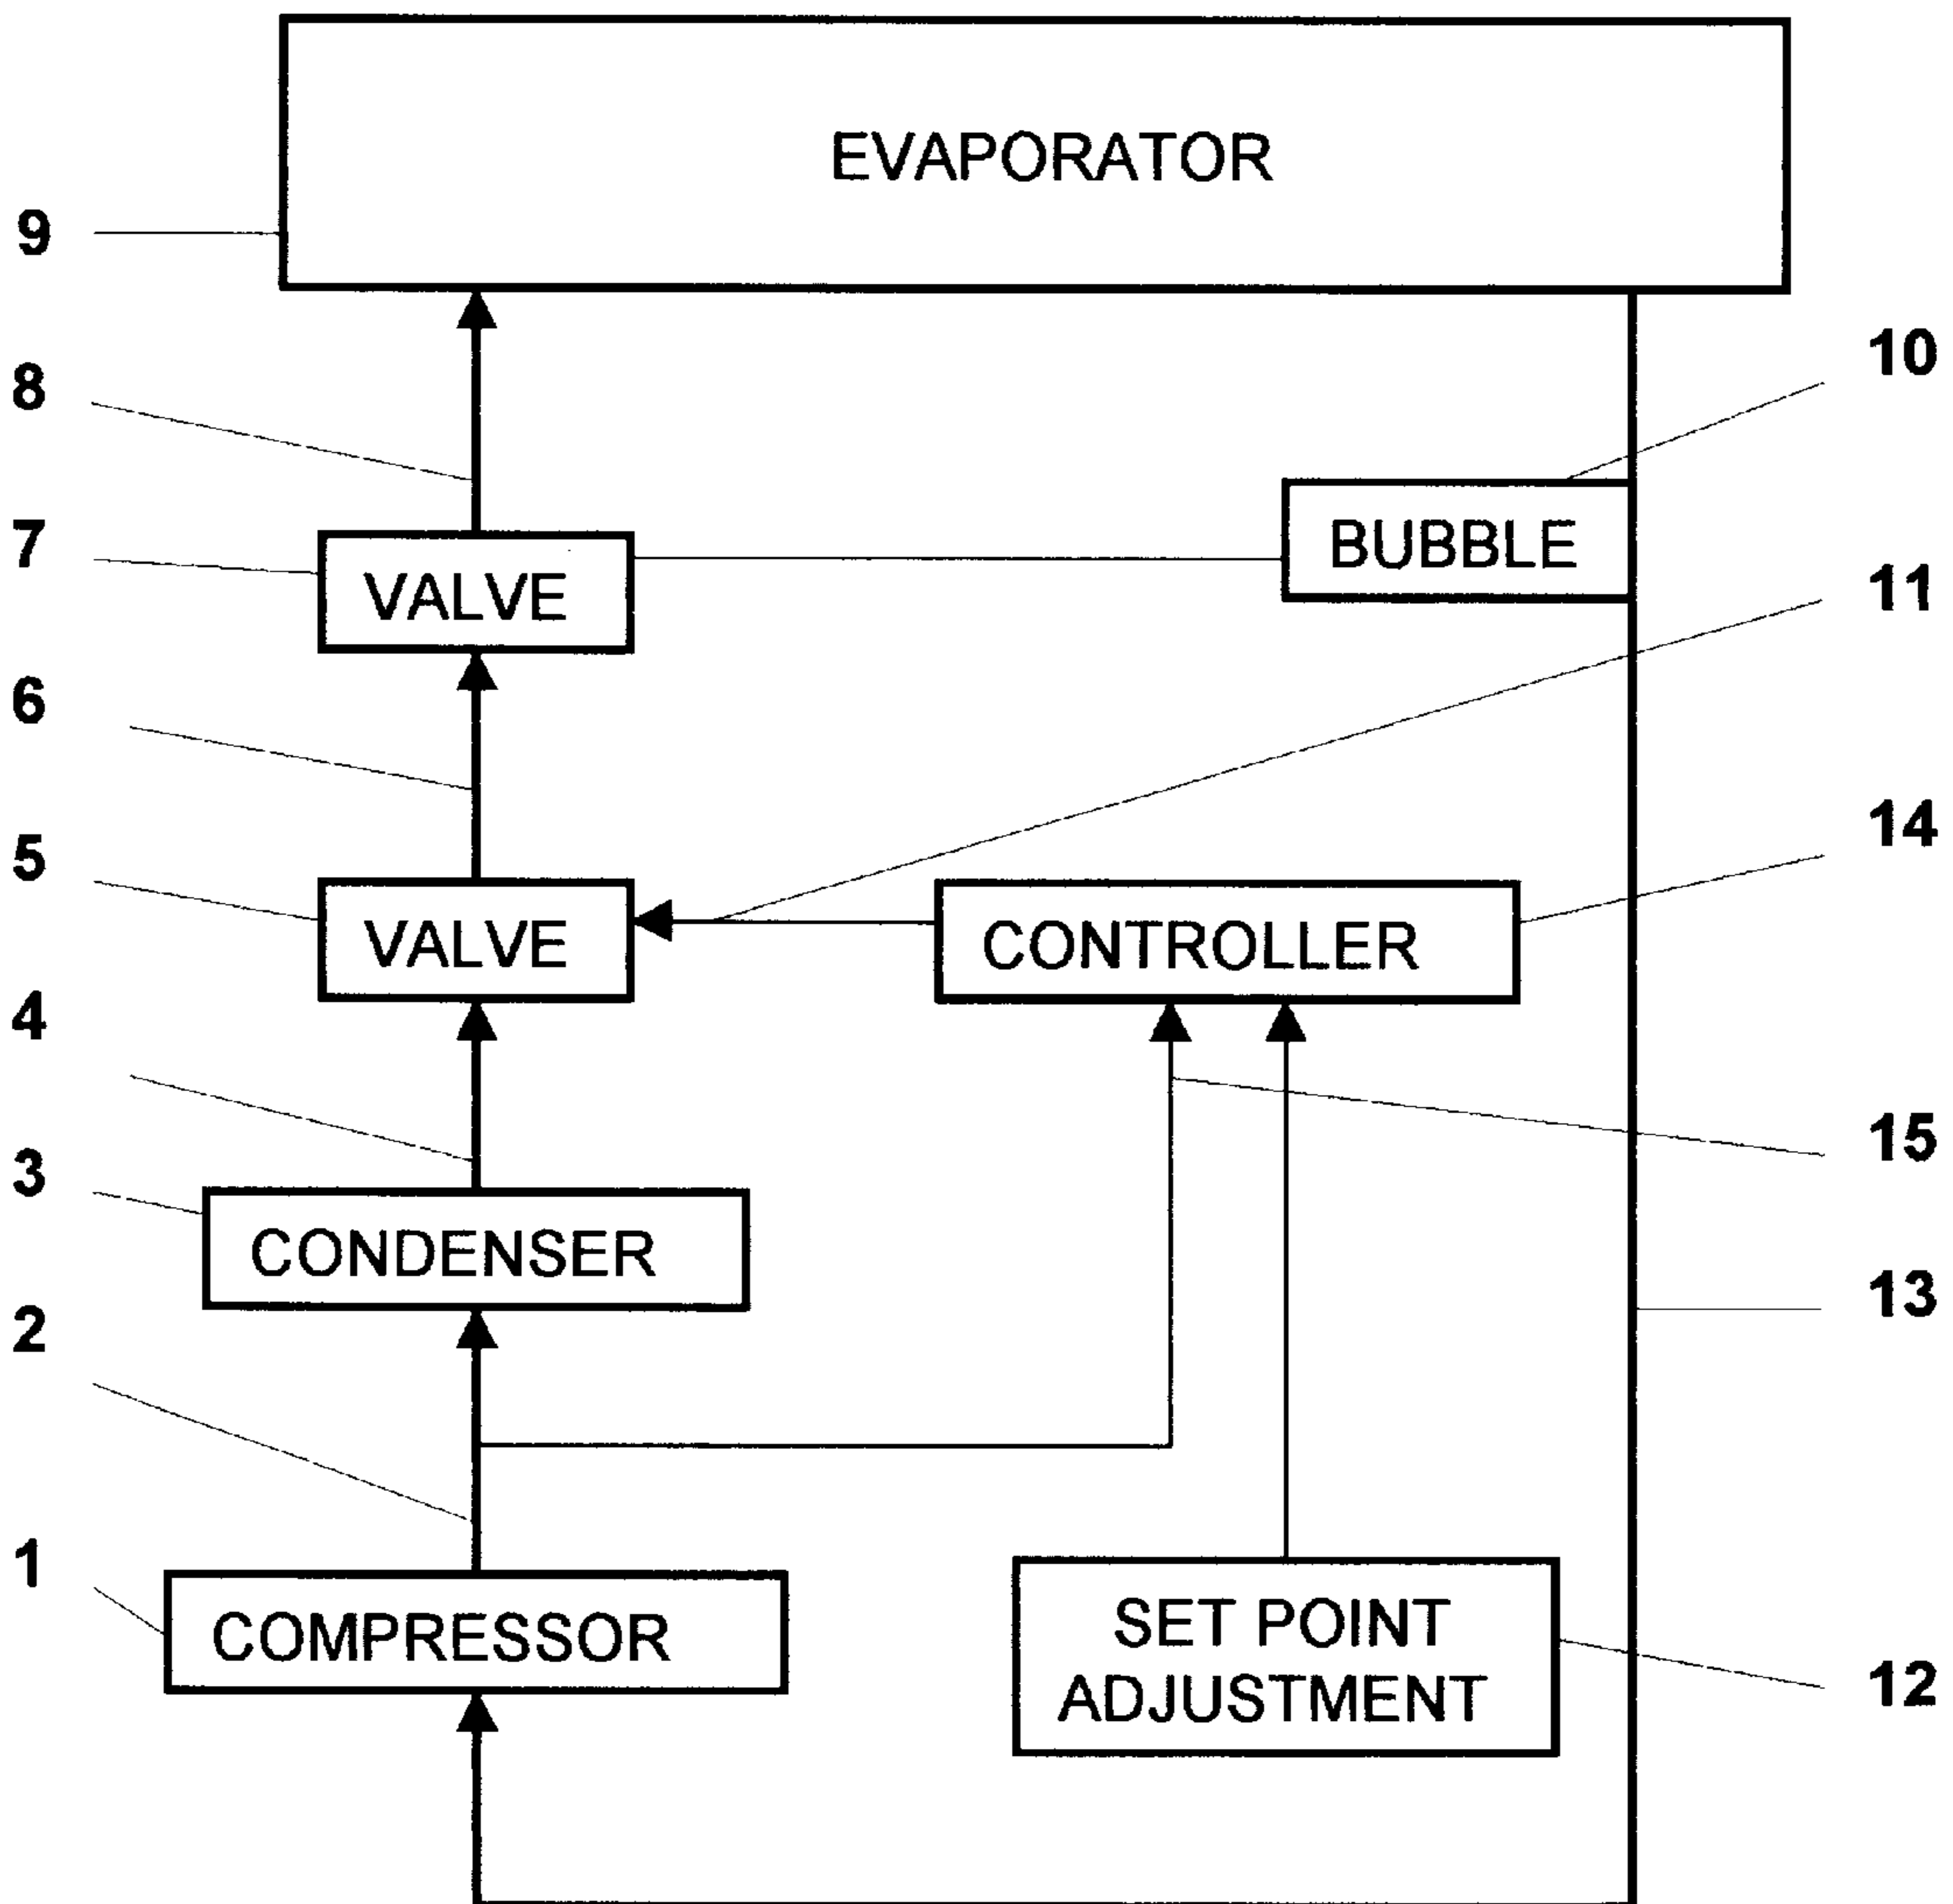 EVAPORATOR
9
10
8
BUBBLE
7
VALVE
11
6
14
5
VALVE
CONTROLLER
4
15
3
CONDENSER
13
2
1
COMPRESSOR
SET POINT
ADJUSTMENT
12